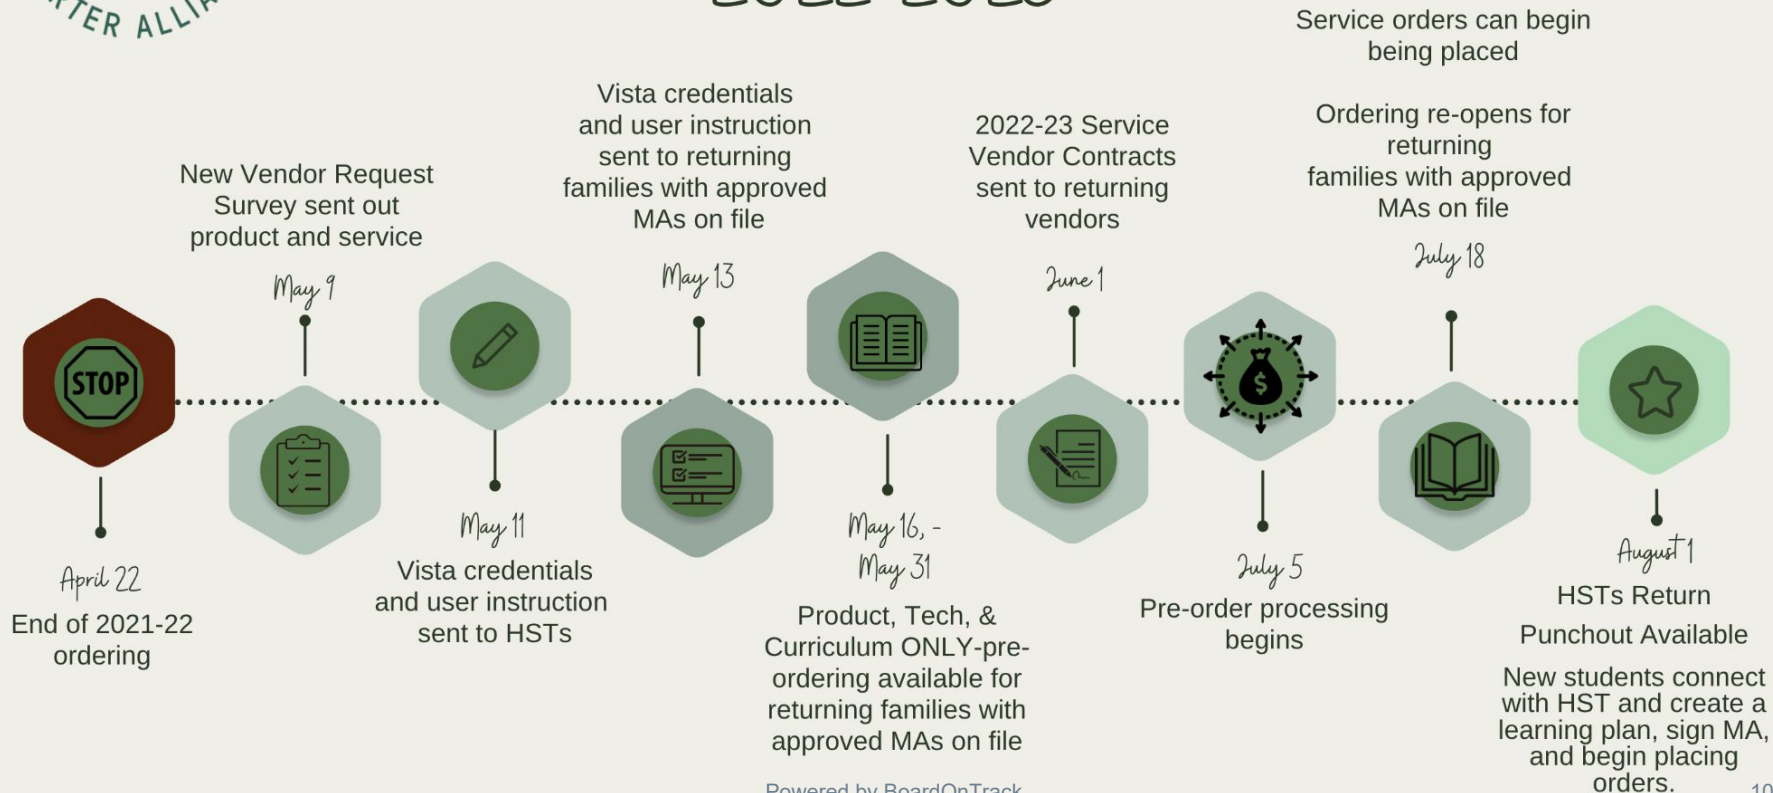 RTER ALLI
2022-2023
Service orders can begin
being placed
Ordering re-opens for
returning
families with approved
MAs on file
July 18
2022-23 Service
Vendor Contracts
sent to returning
vendors
June 1
Vista credentials
and user instruction
sent to returning
families with approved
MAs on file
May 13
New Vendor Request
Survey sent out
product and service
May 9
STOP
$
April 22
End of 2021-22
ordering
May 11
Vista credentials
and user instruction
sent to HSTs
May 16, -
May 31
Product, Tech, &
Curriculum ONLY-pre-
ordering available for
returning families with
approved MAs on file
July 5
Pre-order processing
begins
August 1
HSTs Return
Punchout Available
New students connect
with HST and create a
learning plan, sign MA,
and begin placing
orders.
Powered by BoardOnTrack
10